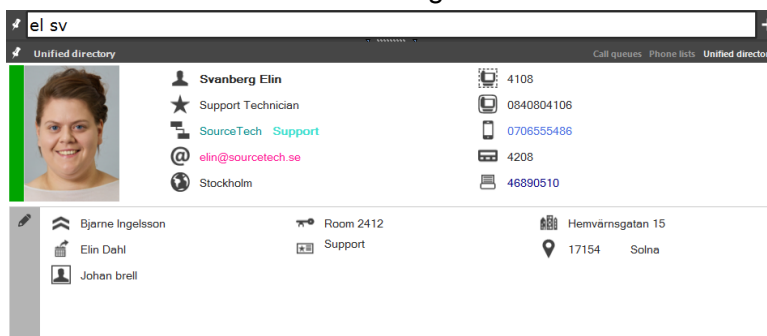 el sv
Unified directory Call queues Phone lists Unified directo
Svanberg Elin 4108
Support Technician 0840804106
SourceTech Support 0706555486
elin@sourcetech.se 4208
Stockholm 46890510
Bjarne Ingelsson Room 2412 Hemvärnsgatan 15
Elin Dahl Support 17154 Solna
Johan brell